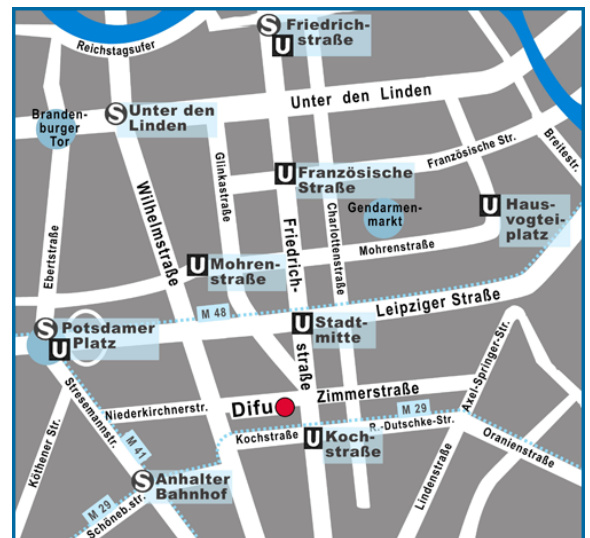 Reichstagsufer
S Friedrich-
U straße
Unter den Linden
Branden-
burger
Tor
S Unter den
Linden
Breitestr.
Französische Str.
Glinkastraße
U Französische
Straße
Wilhelmstraße
Friedrich-
straße
Charlottenstraße
Gendarmen-
markt
U Haus-
vogtei-
platz
Ebertstraße
Mohrenstraße
U Mohren-
straße
M 48
Leipziger Straße
S Potsdamer
U Platz
U Stadt-
mitte
Axel-Springer-Str.
Zimmerstraße
Niederkirchnerstr.
Difu
M 29
Stresemannstr.
M 41
Kochstraße
R.-Dutschke-Str.
U Koch-
straße
Oranienstraße
Köthener Str.
Lindenstraße
S Anhalter
Bahnhof
M 29
Schöneb.str.